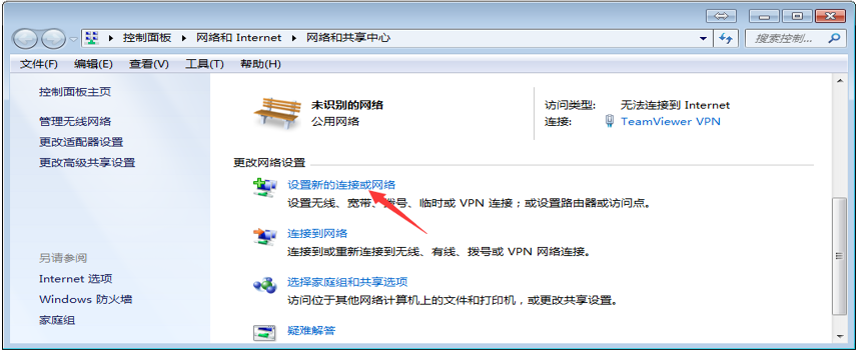 控制面板 网络和 Internet 网络和共享中心 搜索控制...
文件(F) 编辑(E) 查看(V) 工具(T) 帮助(H)
控制面板主页
管理无线网络
更改适配器设置
更改高级共享设置
另请参阅
Internet 选项
Windows 防火墙
家庭组
未识别的网络
公用网络
访问类型: 无法连接到 Internet
连接: TeamViewer VPN
更改网络设置
设置新的连接或网络
设置无线、宽带、拨号、临时或 VPN 连接；或设置路由器或访问点。
连接到网络
连接到或重新连接到无线、有线、拨号或 VPN 网络连接。
选择家庭组和共享选项
访问位于其他网络计算机上的文件和打印机，或更改共享设置。
疑难解答